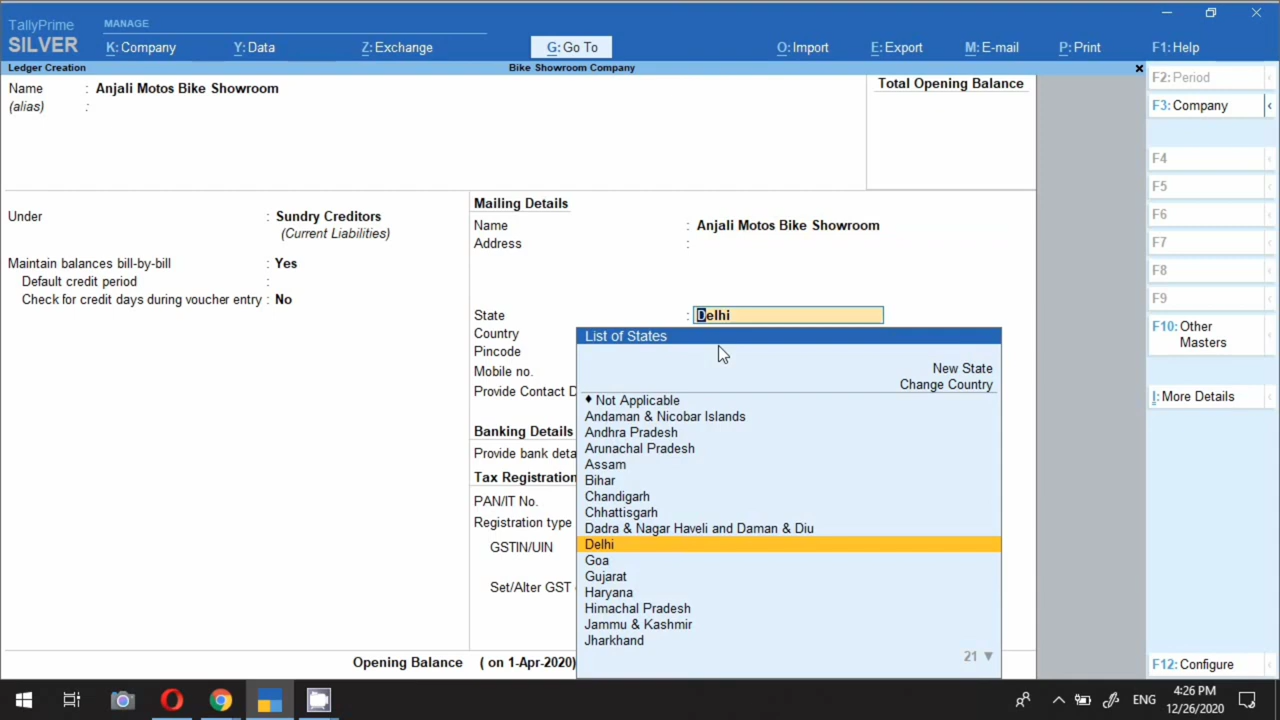 TallyPrime
SILVER
MANAGE
K: Company
Y: Data
Z: Exchange
G: Go To
O: Import
E: Export
M: E-mail
P: Print
F1: Help
Ledger Creation
Bike Showroom Company
Name : Anjali Motos Bike Showroom
(alias) :
Total Opening Balance
Under : Sundry Creditors
(Current Liabilities)
Maintain balances bill-by-bill : Yes
Default credit period :
Check for credit days during voucher entry : No
Mailing Details
Name : Anjali Motos Bike Showroom
Address :
State : Delhi
Country
Pincode
Mobile no.
Provide Contact D
Banking Details
Provide bank deta
Tax Registration
PAN/IT No.
Registration type
GSTIN/UIN
Set/Alter GST
List of States
New State
Change Country
♦ Not Applicable
Andaman & Nicobar Islands
Andhra Pradesh
Arunachal Pradesh
Assam
Bihar
Chandigarh
Chhattisgarh
Dadra & Nagar Haveli and Daman & Diu
Delhi
Goa
Gujarat
Haryana
Himachal Pradesh
Jammu & Kashmir
Jharkhand
21 ▼
Opening Balance ( on 1-Apr-2020)
F2: Period
F3: Company
F4
F5
F6
F7
F8
F9
F10: Other
Masters
I: More Details
F12: Configure
ENG
4:26 PM
12/26/2020